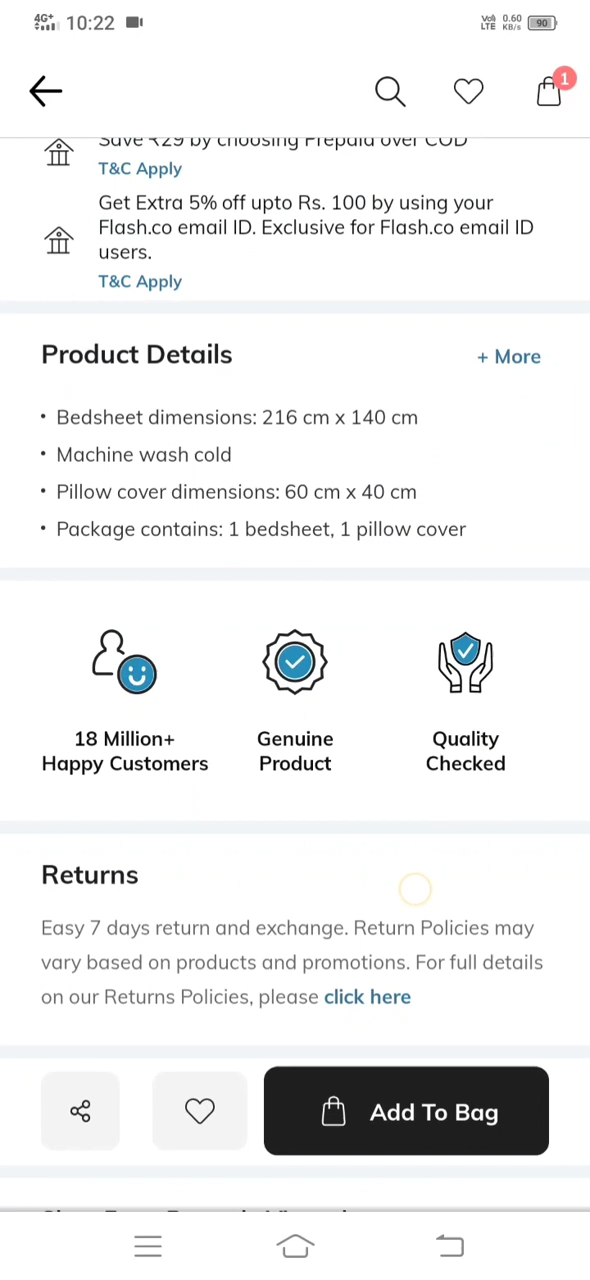 4G+ 10:22 Vo) LTE 0.60 KB/s 90
1
Save ₹29 by choosing Prepaid over COD
T&C Apply
Get Extra 5% off upto Rs. 100 by using your
Flash.co email ID. Exclusive for Flash.co email ID
users.
T&C Apply
Product Details
+ More
• Bedsheet dimensions: 216 cm x 140 cm
• Machine wash cold
• Pillow cover dimensions: 60 cm x 40 cm
• Package contains: 1 bedsheet, 1 pillow cover
18 Million+
Happy Customers
Genuine
Product
Quality
Checked
Returns
Easy 7 days return and exchange. Return Policies may
vary based on products and promotions. For full details
on our Returns Policies, please click here
Add To Bag